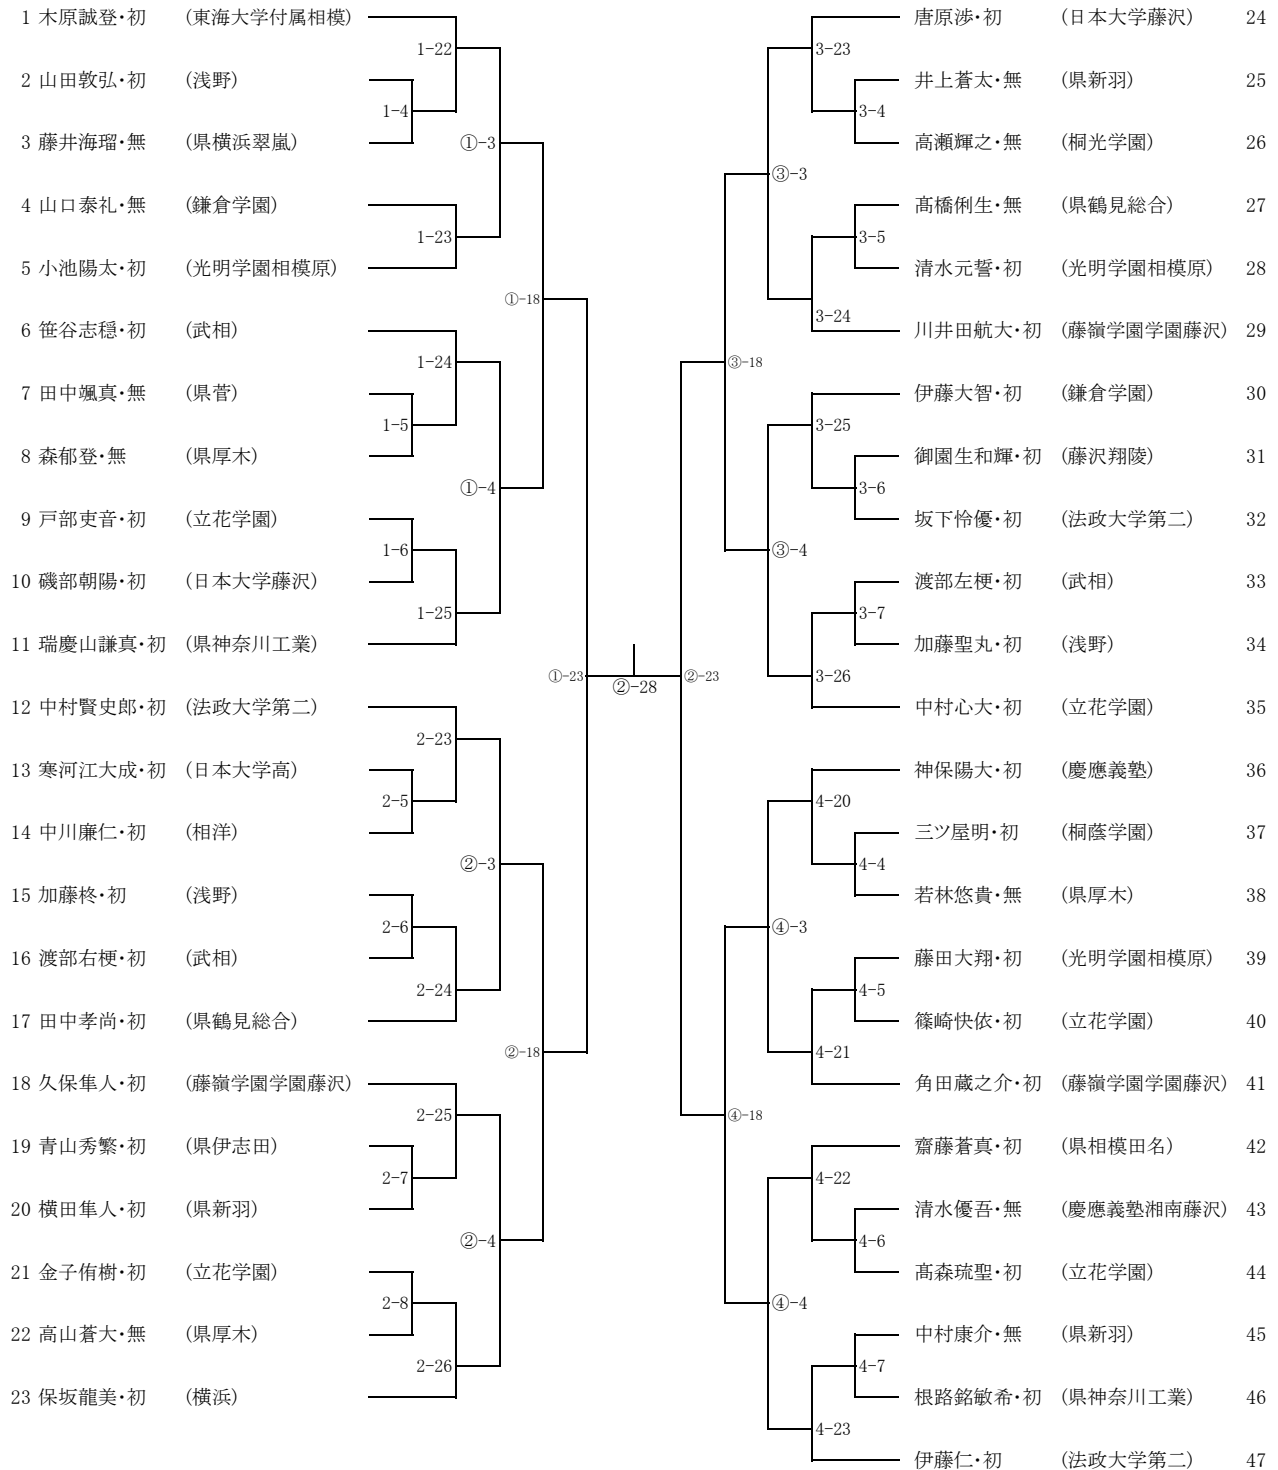 1 木原誠登・初 (東海大学付属相模)
1-22
2 山田敦弘・初 (浅野)
1-4
3 藤井海瑠・無 (県横浜翠嵐)
①-3
4 山口泰礼・無 (鎌倉学園)
1-23
5 小池陽太・初 (光明学園相模原)
①-18
6 笹谷志穏・初 (武相)
1-24
7 田中颯真・無 (県菅)
1-5
8 森郁登・無 (県厚木)
①-4
9 戸部吏音・初 (立花学園)
1-6
10 磯部朝陽・初 (日本大学藤沢)
1-25
11 瑞慶山謙真・初 (県神奈川工業)
①-23
12 中村賢史郎・初 (法政大学第二)
2-23
13 寒河江大成・初 (日本大学高)
2-5
14 中川廉仁・初 (相洋)
②-3
15 加藤柊・初 (浅野)
2-6
16 渡部右梗・初 (武相)
2-24
17 田中孝尚・初 (県鶴見総合)
②-18
18 久保隼人・初 (藤嶺学園学園藤沢)
2-25
19 青山秀繁・初 (県伊志田)
2-7
20 横田隼人・初 (県新羽)
②-4
21 金子侑樹・初 (立花学園)
2-8
22 高山蒼大・無 (県厚木)
2-26
23 保坂龍美・初 (横浜)
②-28
唐原渉・初 (日本大学藤沢) 24
3-23
井上蒼太・無 (県新羽) 25
3-4
高瀬輝之・無 (桐光学園) 26
③-3
髙橋俐生・無 (県鶴見総合) 27
3-5
清水元誓・初 (光明学園相模原) 28
3-24
川井田航大・初 (藤嶺学園学園藤沢) 29
③-18
伊藤大智・初 (鎌倉学園) 30
3-25
御園生和輝・初 (藤沢翔陵) 31
3-6
坂下怜優・初 (法政大学第二) 32
③-4
渡部左梗・初 (武相) 33
3-7
加藤聖丸・初 (浅野) 34
3-26
②-23
中村心大・初 (立花学園) 35
神保陽大・初 (慶應義塾) 36
4-20
三ツ屋明・初 (桐蔭学園) 37
4-4
若林悠貴・無 (県厚木) 38
④-3
藤田大翔・初 (光明学園相模原) 39
4-5
篠崎快依・初 (立花学園) 40
4-21
角田蔵之介・初 (藤嶺学園学園藤沢) 41
④-18
齋藤蒼真・初 (県相模田名) 42
4-22
清水優吾・無 (慶應義塾湘南藤沢) 43
4-6
髙森琉聖・初 (立花学園) 44
④-4
中村康介・無 (県新羽) 45
4-7
根路銘敏希・初 (県神奈川工業) 46
4-23
伊藤仁・初 (法政大学第二) 47